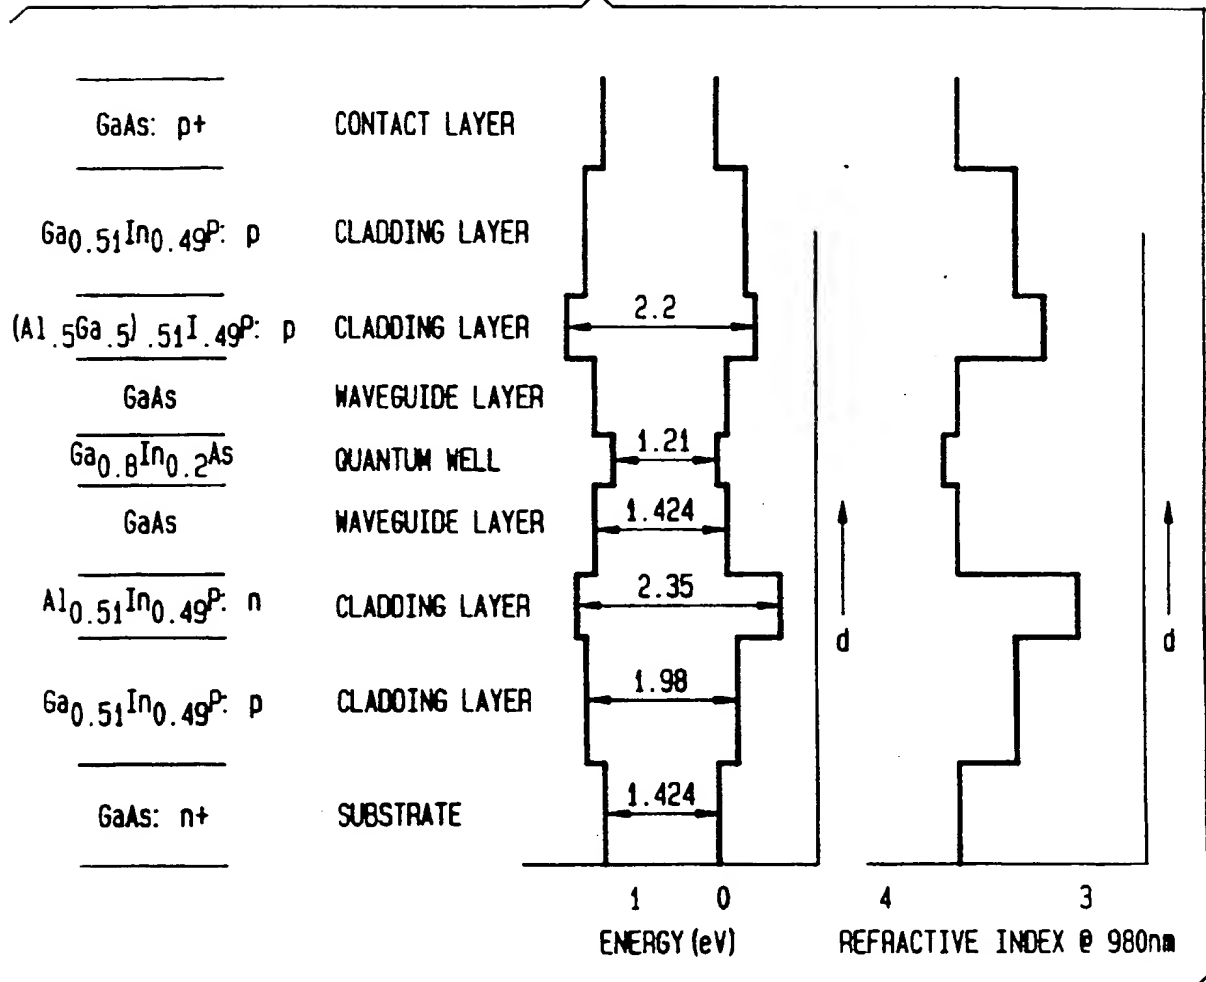 GaAs: p+ CONTACT LAYER
Ga0.51In0.49P: p CLADDING LAYER
(Al.5Ga.5).51I.49P: p CLADDING LAYER 2.2
GaAs WAVEGUIDE LAYER
Ga0.8In0.2As QUANTUM WELL 1.21
GaAs WAVEGUIDE LAYER 1.424
Al0.51In0.49P: n CLADDING LAYER 2.35
d d
Ga0.51In0.49P: p CLADDING LAYER 1.98
GaAs: n+ SUBSTRATE 1.424
1 0 4 3
ENERGY (eV) REFRACTIVE INDEX @ 980nm